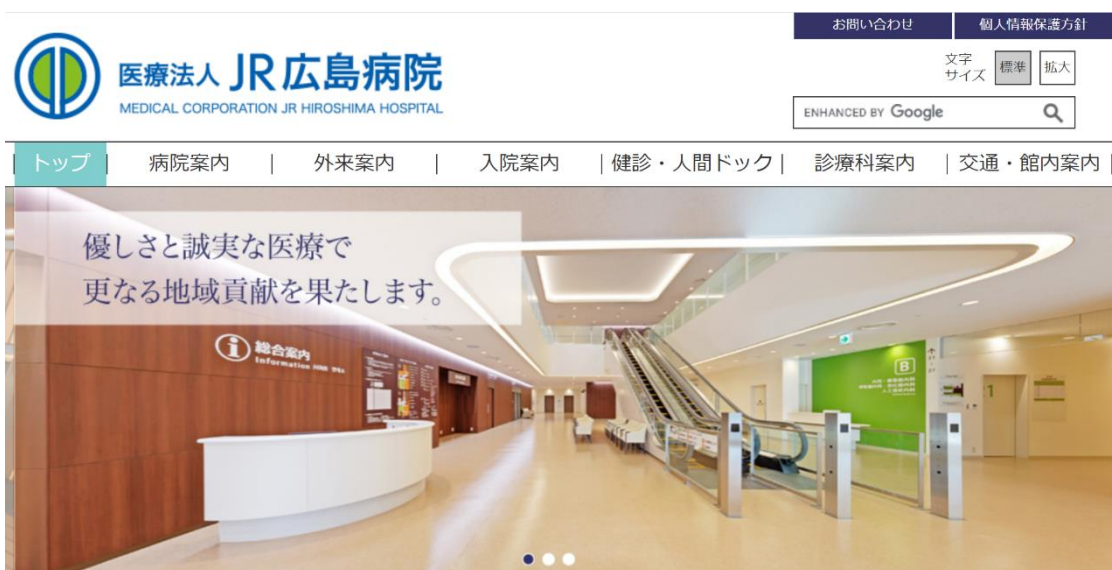 お問い合わせ
個人情報保護方針
医療法人 JR広島病院
MEDICAL CORPORATION JR HIROSHIMA HOSPITAL
文字
サイズ
標準
拡大
ENHANCED BY Google
トップ
病院案内
外来案内
入院案内
健診・人間ドック
診療科案内
交通・館内案内
優しさと誠実な医療で
更なる地域貢献を果たします。
総合案内
Information
B
1